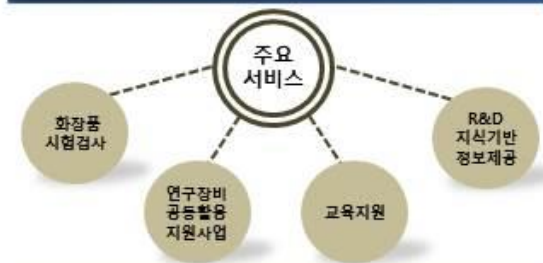 주요
서비스
화장품
시험검사
연구장비
공동활용
지원사업
교육지원
R&D
지식기반
정보제공